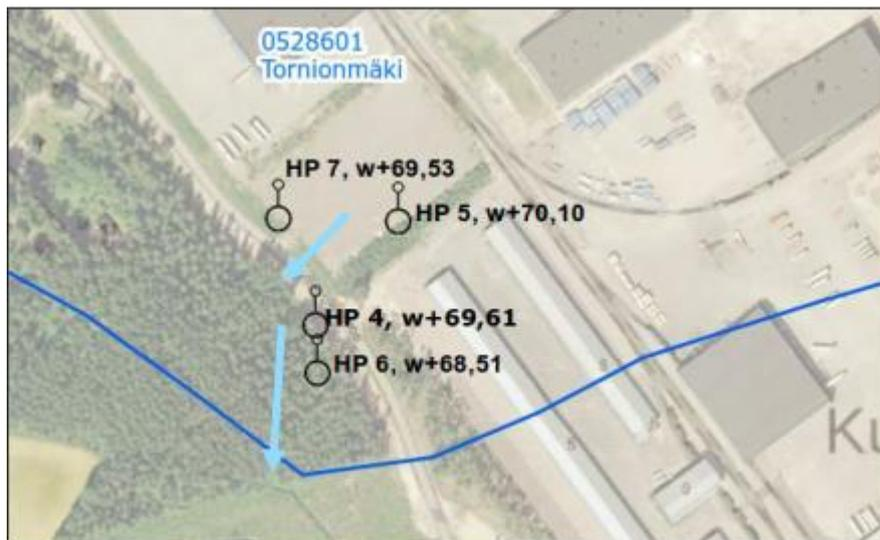 0528601
Tornionmäki
HP 7, w+69,53
HP 5, w+70,10
HP 4, w+69,61
HP 6, w+68,51
Ku